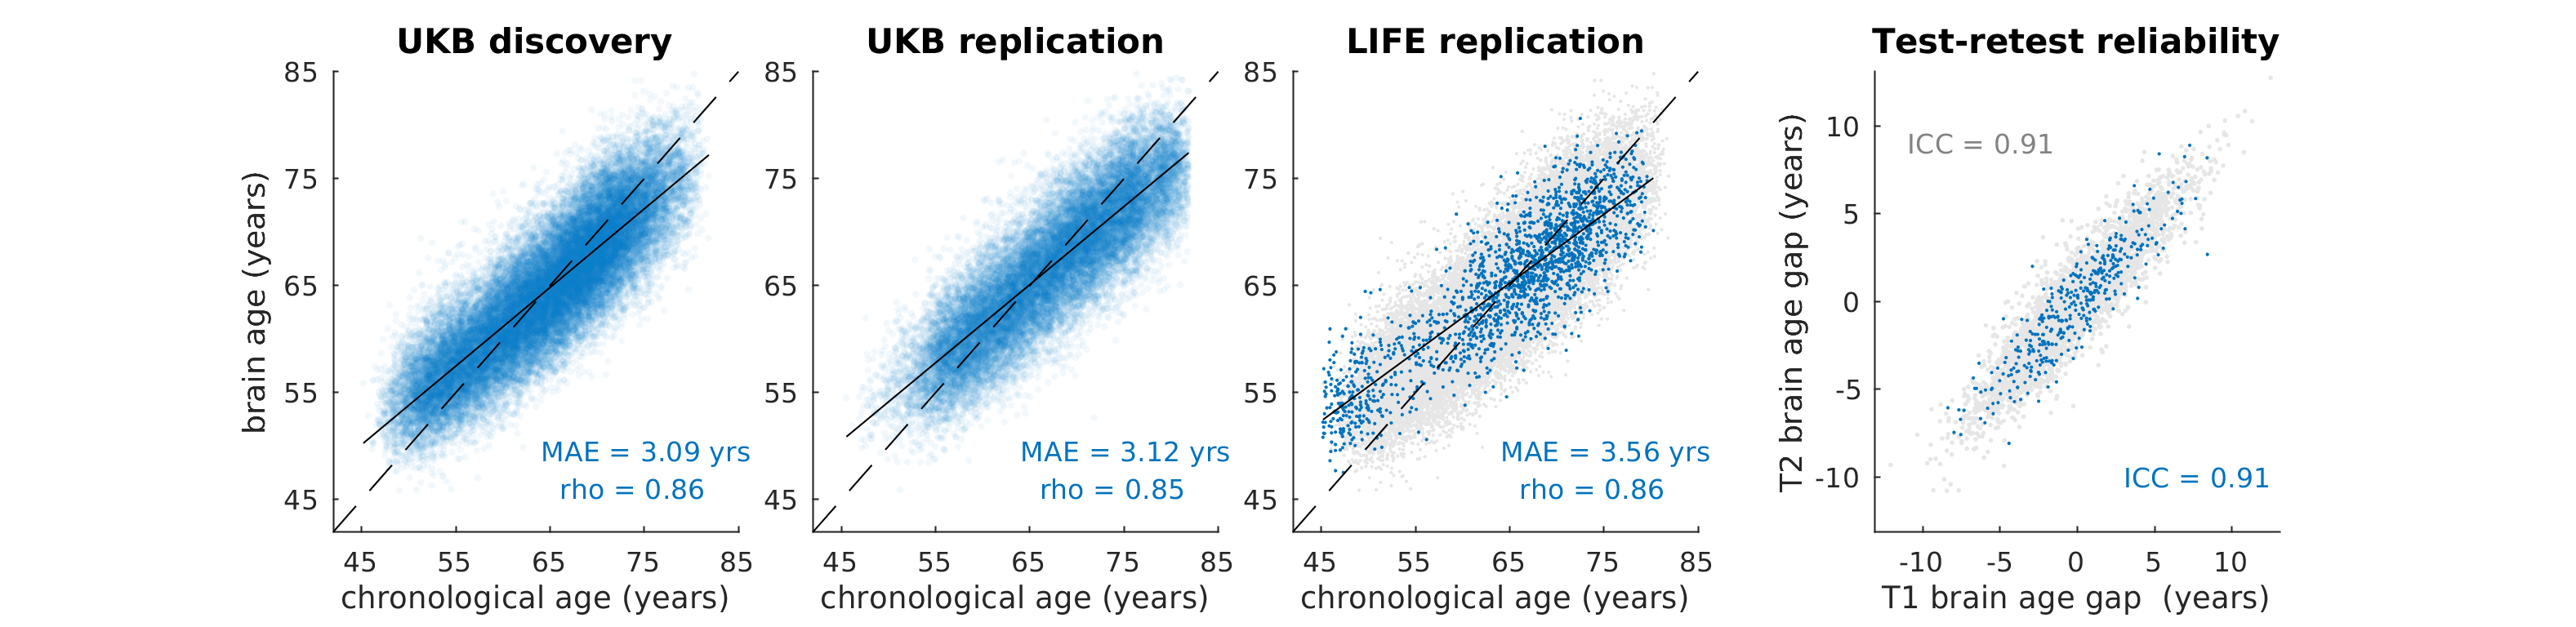 UKB discovery
85
75
65
55
45
brain age (years)
MAE = 3.09 yrs
rho = 0.86
45 55 65 75 85
chronological age (years)
UKB replication
85
75
65
55
45
MAE = 3.12 yrs
rho = 0.85
45 55 65 75 85
chronological age (years)
LIFE replication
85
75
65
55
45
MAE = 3.56 yrs
rho = 0.86
45 55 65 75 85
chronological age (years)
Test-retest reliability
10
5
0
-5
-10
T2 brain age gap (years)
ICC = 0.91
ICC = 0.91
-10 -5 0 5 10
T1 brain age gap (years)